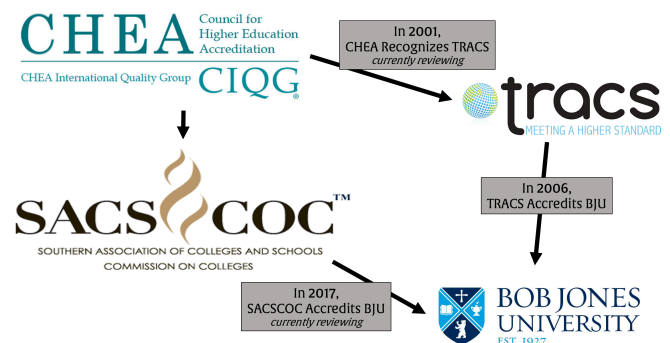 CHEA
Council for
Higher Education
Accreditation
CHEA International Quality Group
CIQG®
In 2001,
CHEA Recognizes TRACS
currently reviewing
tracs
MEETING A HIGHER STANDARD
SACS COC™
SOUTHERN ASSOCIATION OF COLLEGES AND SCHOOLS
COMMISSION ON COLLEGES
In 2006,
TRACS Accredits BJU
In 2017,
SACSCOC Accredits BJU
currently reviewing
BOB JONES
UNIVERSITY
EST. 1927